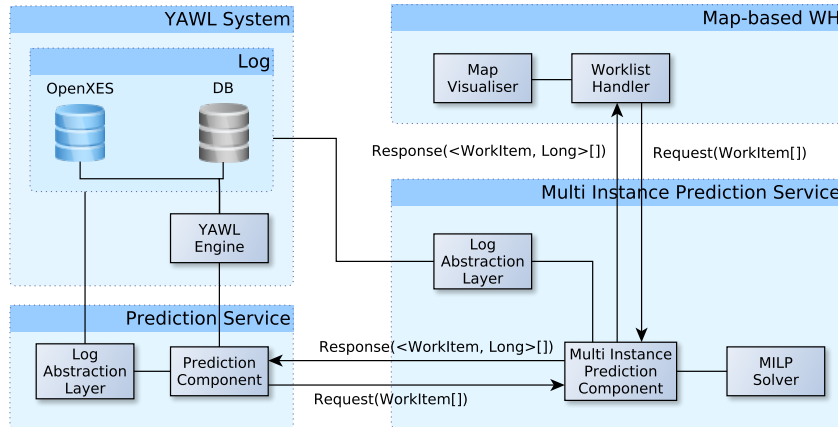 YAWL System
Log
OpenXES
DB
YAWL
Engine
Prediction Service
Log
Abstraction
Layer
Prediction
Component
Map-based WH
Map
Visualiser
Worklist
Handler
Response(<WorkItem, Long>[])
Request(WorkItem[])
Multi Instance Prediction Service
Log
Abstraction
Layer
Response(<WorkItem, Long>[])
Request(WorkItem[])
Multi Instance
Prediction
Component
MILP
Solver